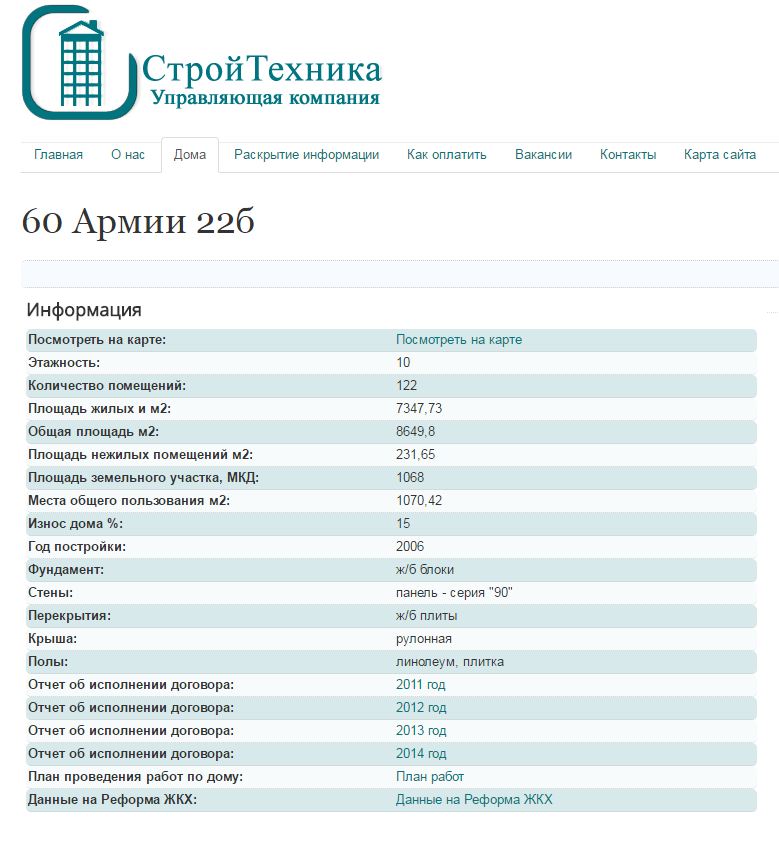 СтройТехника
Управляющая компания
Главная О нас Дома Раскрытие информации Как оплатить Вакансии Контакты Карта сайта
60 Армии 22б
Информация
Посмотреть на карте: Посмотреть на карте
Этажность: 10
Количество помещений: 122
Площадь жилых и м2: 7347,73
Общая площадь м2: 8649,8
Площадь нежилых помещений м2: 231,65
Площадь земельного участка, МКД: 1068
Места общего пользования м2: 1070,42
Износ дома %: 15
Год постройки: 2006
Фундамент: ж/б блоки
Стены: панель - серия "90"
Перекрытия: ж/б плиты
Крыша: рулонная
Полы: линолеум, плитка
Отчет об исполнении договора: 2011 год
Отчет об исполнении договора: 2012 год
Отчет об исполнении договора: 2013 год
Отчет об исполнении договора: 2014 год
План проведения работ по дому: План работ
Данные на Реформа ЖКХ: Данные на Реформа ЖКХ